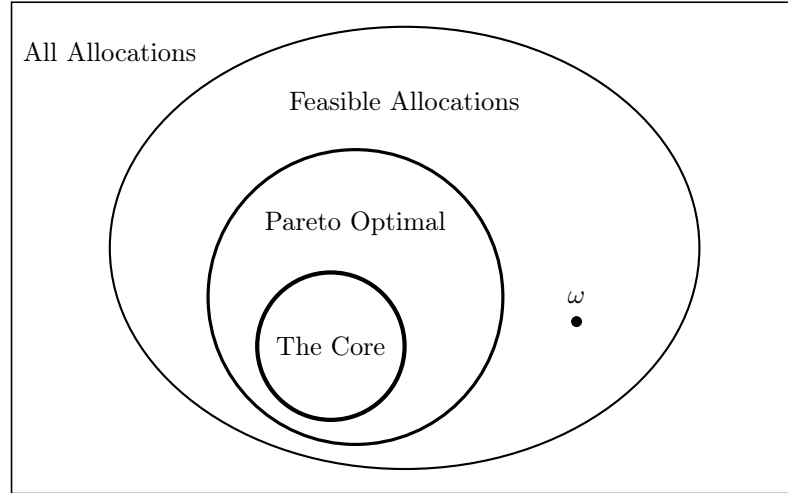 All Allocations
Feasible Allocations
Pareto Optimal
ω
The Core